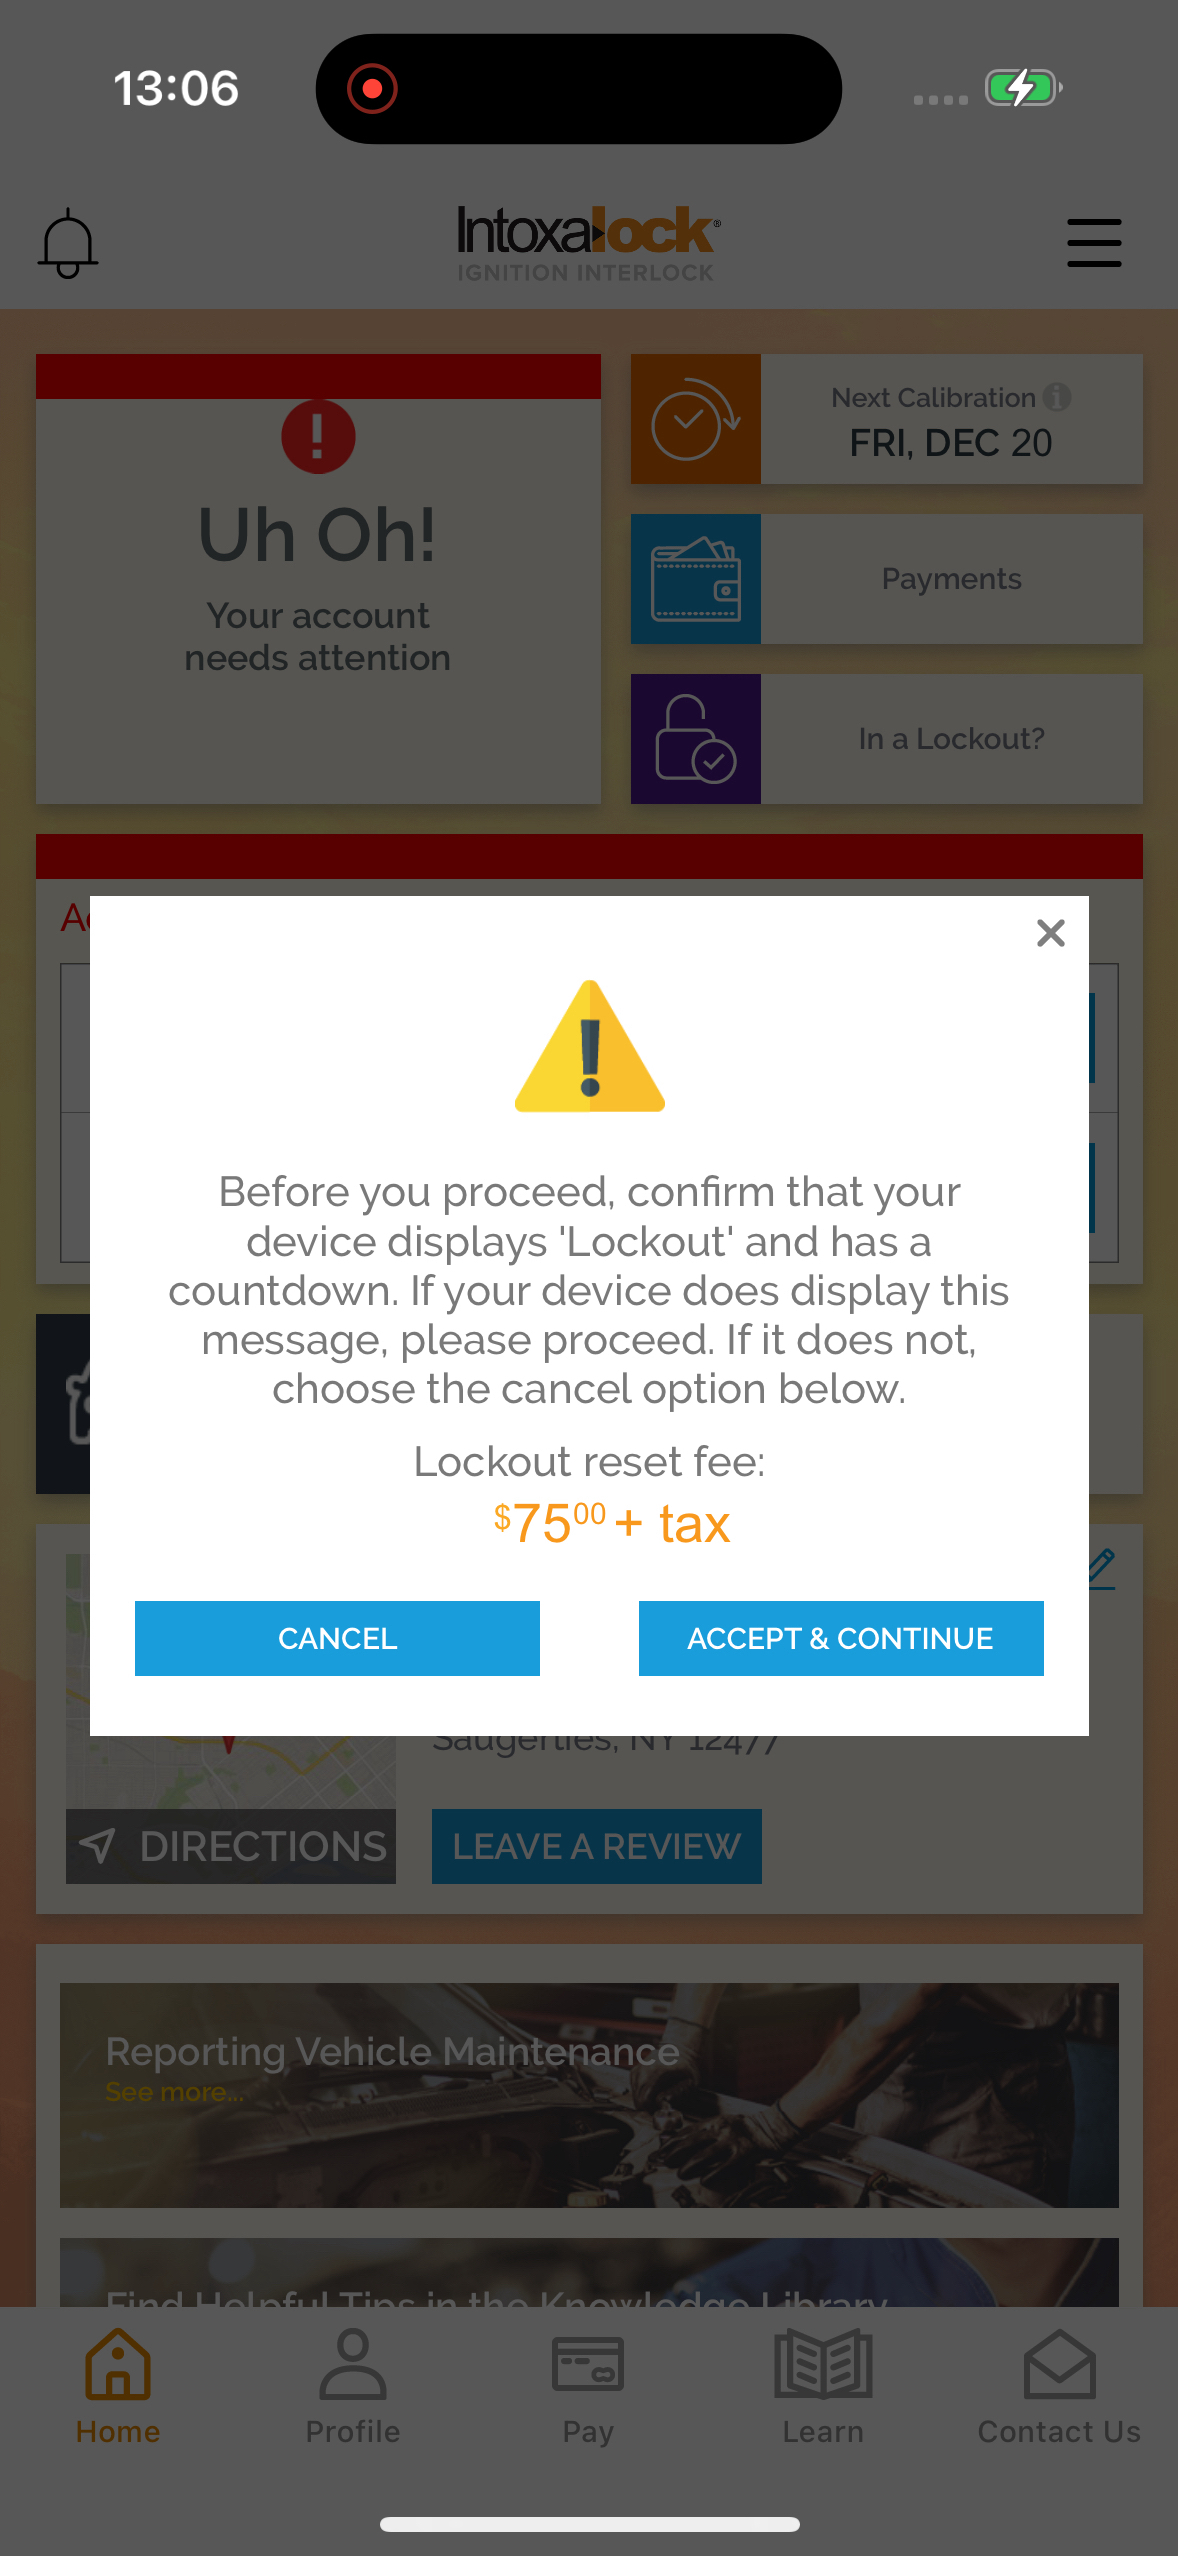 13:06
Intoxalock®
IGNITION INTERLOCK
Uh Oh!
Your account
needs attention
Next Calibration
FRI, DEC 20
Payments
In a Lockout?
Before you proceed, confirm that your
device displays 'Lockout' and has a
countdown. If your device does display this
message, please proceed. If it does not,
choose the cancel option below.
Lockout reset fee:
$7500 + tax
CANCEL
ACCEPT & CONTINUE
Saugerties, NY 12477
DIRECTIONS
LEAVE A REVIEW
Reporting Vehicle Maintenance
See more...
Find Helpful Tips in the Knowledge Library
Home
Profile
Pay
Learn
Contact Us